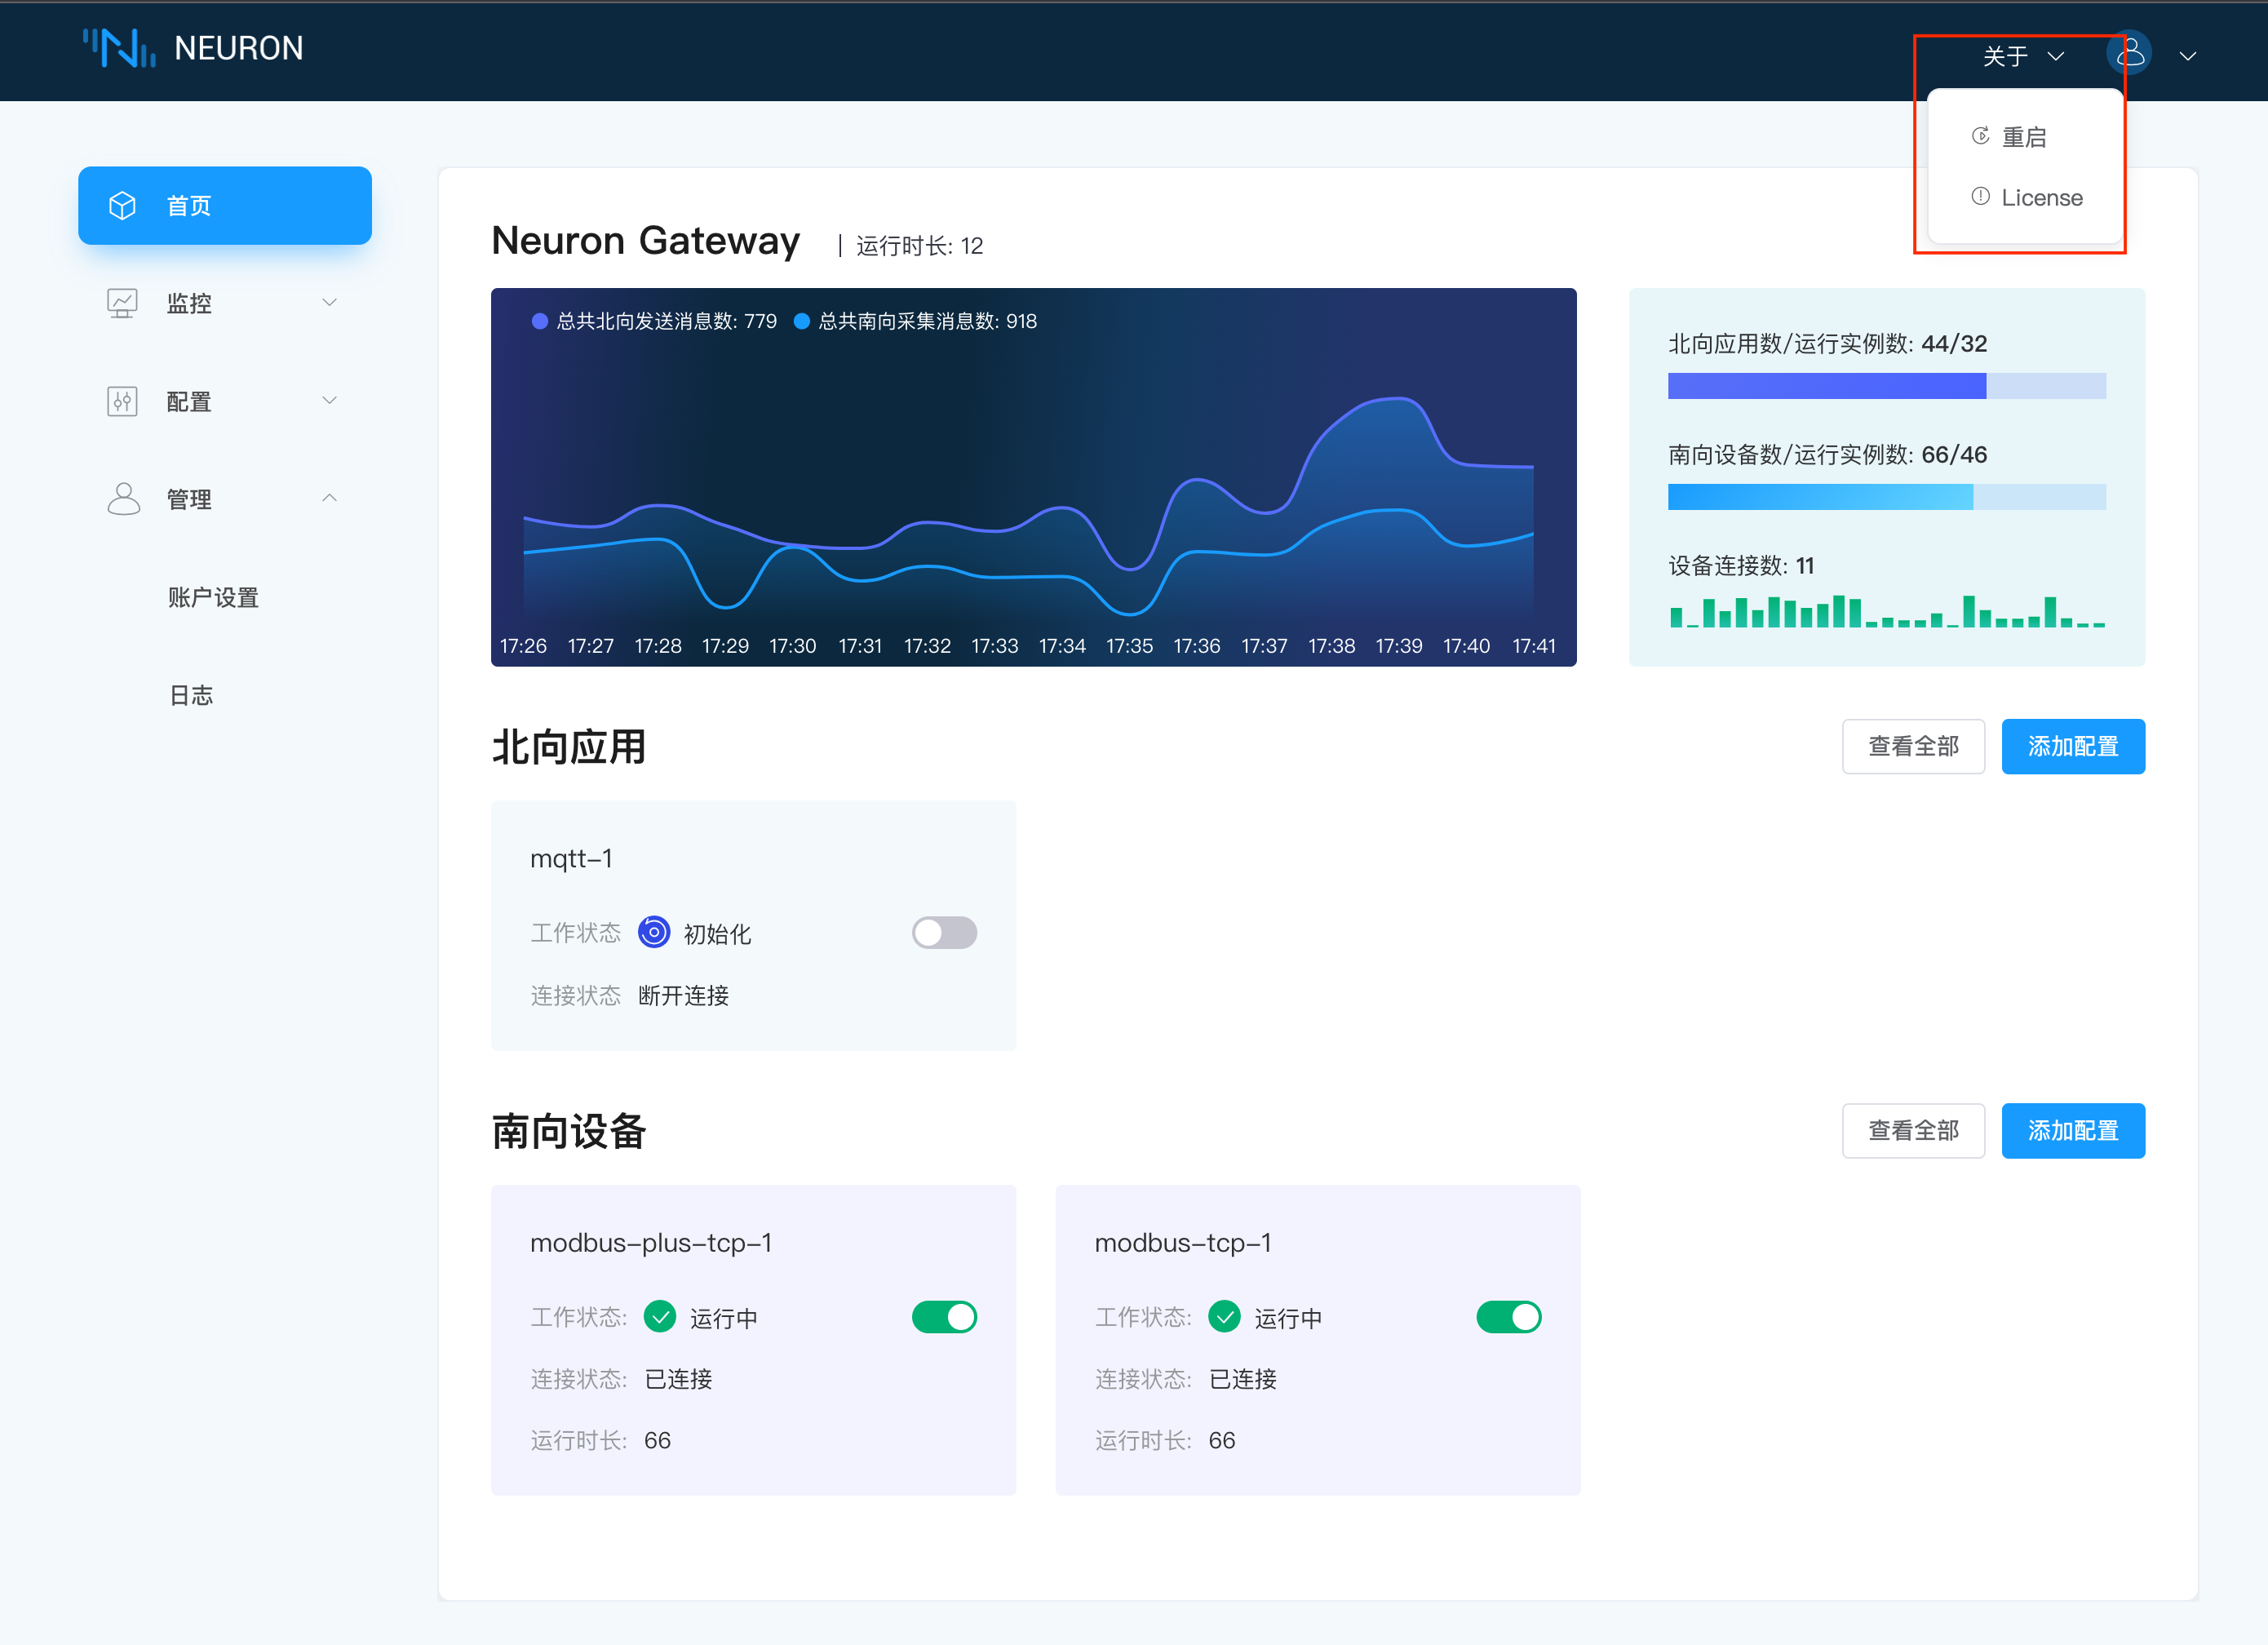 NEURON
关于
重启
License
首页
监控
配置
管理
账户设置
日志
Neuron Gateway | 运行时长: 12
总共北向发送消息数: 779 总共南向采集消息数: 918
17:26 17:27 17:28 17:29 17:30 17:31 17:32 17:33 17:34 17:35 17:36 17:37 17:38 17:39 17:40 17:41
北向应用数/运行实例数: 44/32
南向设备数/运行实例数: 66/46
设备连接数: 11
北向应用 查看全部 添加配置
mqtt-1
工作状态 初始化
连接状态 断开连接
南向设备 查看全部 添加配置
modbus-plus-tcp-1
工作状态: 运行中
连接状态: 已连接
运行时长: 66
modbus-tcp-1
工作状态: 运行中
连接状态: 已连接
运行时长: 66